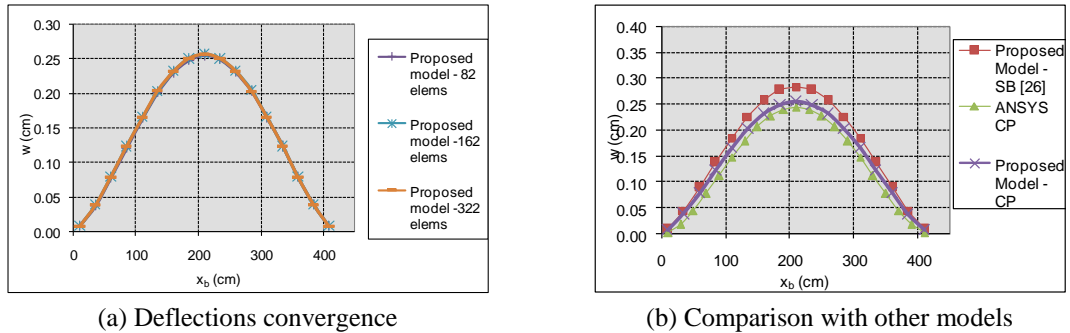 0.30
0.25
0.20
0.15
0.10
0.05
0.00
w (cm)
0
100
200
300
400
x_b (cm)
Proposed
model - 82
elems
Proposed
model -162
elems
Proposed
model -322
elems
(a) Deflections convergence
0.40
0.35
0.30
0.25
0.20
0.15
0.10
0.05
0.00
w (cm)
0
100
200
300
400
x_b (cm)
Proposed
Model -
SB [26]
ANSYS
CP
Proposed
Model -
CP
(b) Comparison with other models